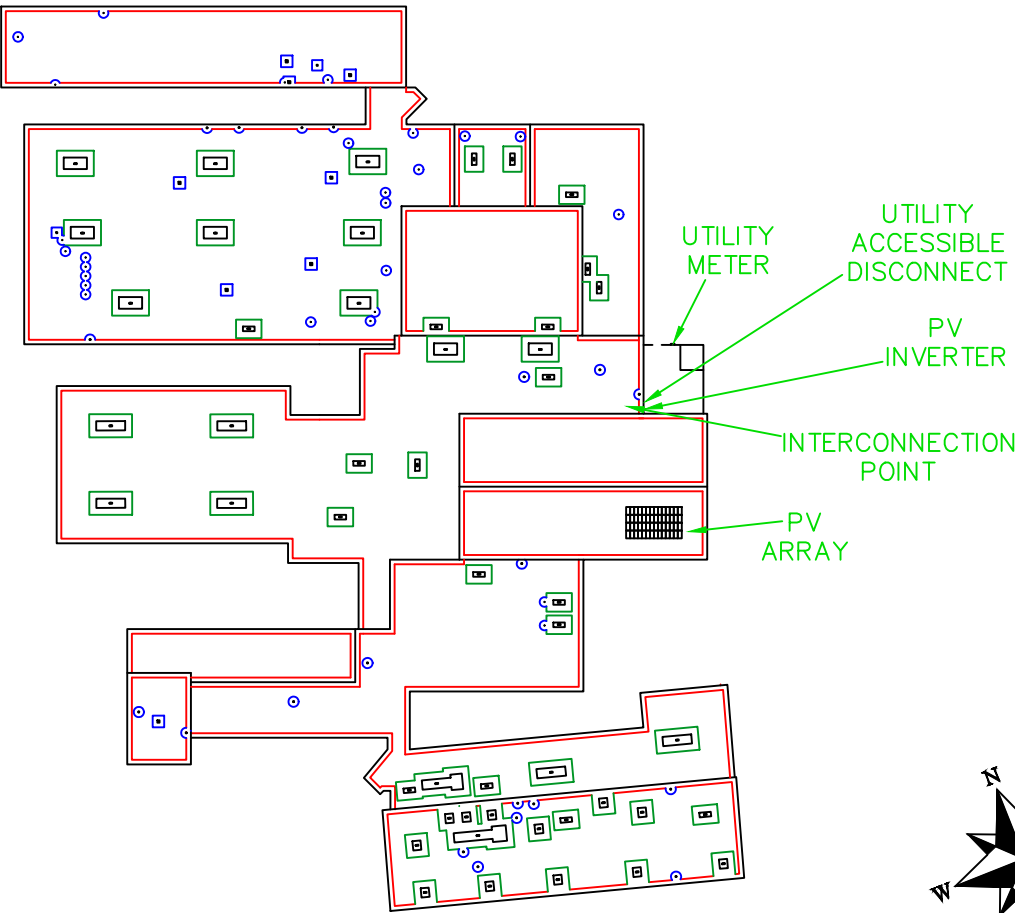 UTILITY
METER
UTILITY
ACCESSIBLE
DISCONNECT
PV
INVERTER
INTERCONNECTION
POINT
PV
ARRAY
N
W